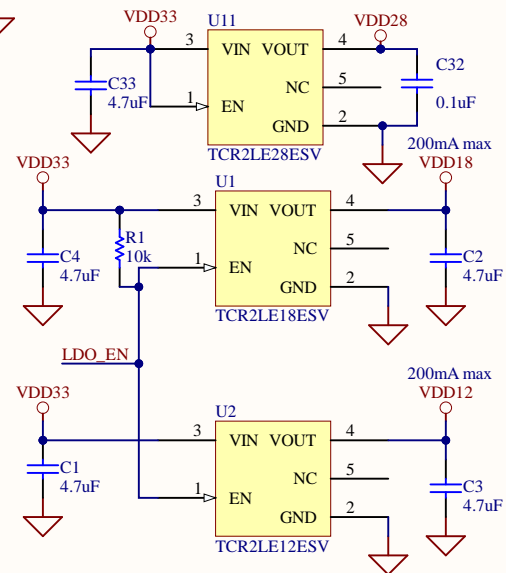 VDD33
U11
VDD28
3
VIN
VOUT
4
C33
4.7uF
C32
0.1uF
NC
5
1
EN
GND
2
TCR2LE28ESV
200mA max
VDD33
U1
VDD18
3
VIN
VOUT
4
R1
10k
C4
4.7uF
NC
5
C2
4.7uF
1
EN
GND
2
TCR2LE18ESV
LDO_EN
200mA max
VDD33
U2
VDD12
3
VIN
VOUT
4
C1
4.7uF
NC
5
C3
4.7uF
1
EN
GND
2
TCR2LE12ESV